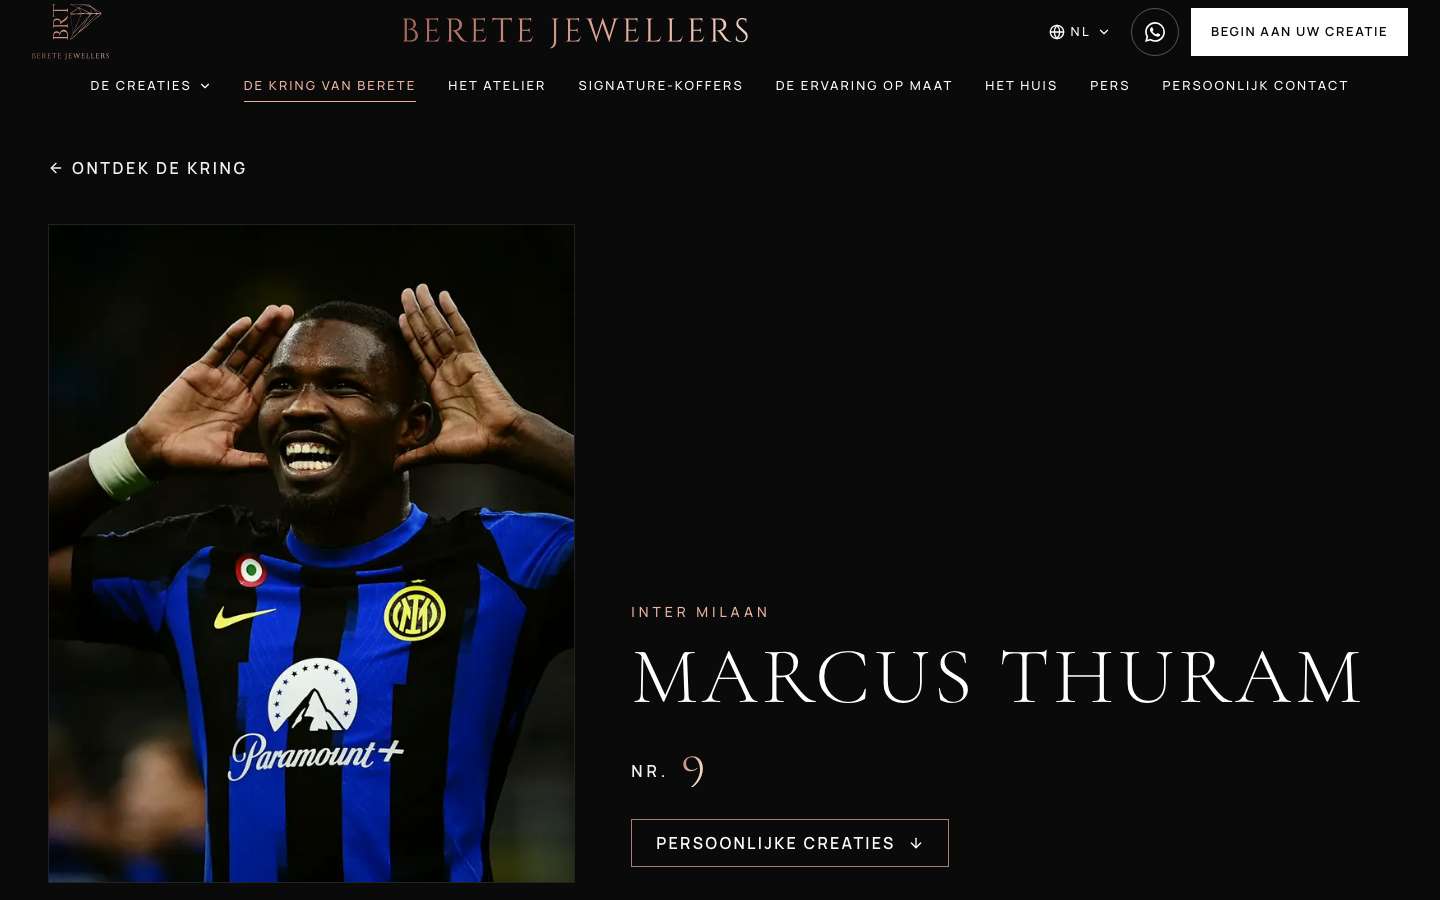 BRT
BERETE JEWELLERS
BERETE JEWELLERS
NL
BEGIN AAN UW CREATIE
DE CREATIES
DE KRING VAN BERETE
HET ATELIER
SIGNATURE-KOFFERS
DE ERVARING OP MAAT
HET HUIS
PERS
PERSOONLIJK CONTACT
← ONTDEK DE KRING
Paramount+
INTER MILAAN
MARCUS THURAM
NR. 9
PERSOONLIJKE CREATIES ↓